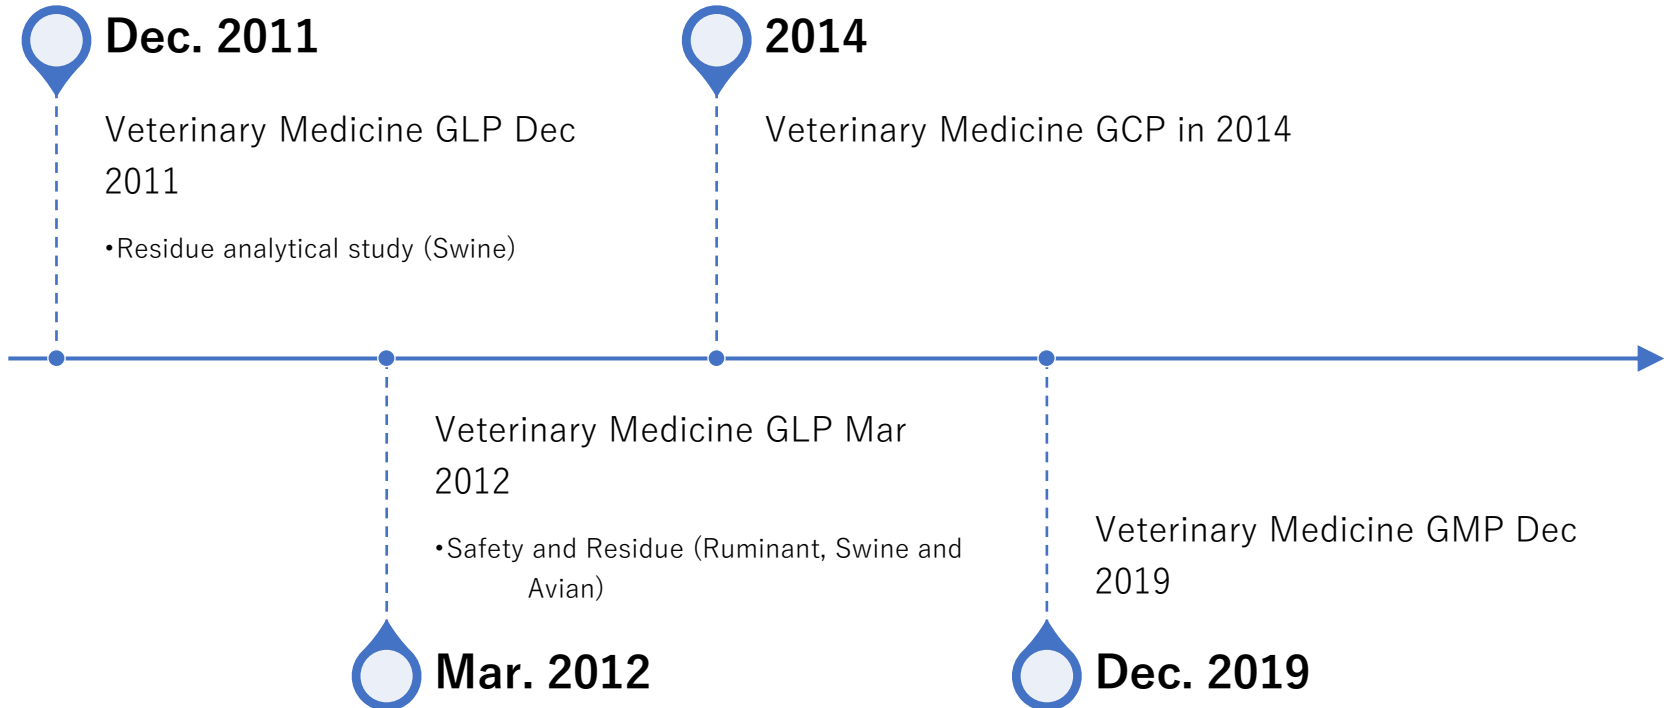 Dec. 2011
Veterinary Medicine GLP Dec
2011
•Residue analytical study (Swine)
Veterinary Medicine GLP Mar
2012
•Safety and Residue (Ruminant, Swine and
Avian)
Mar. 2012
2014
Veterinary Medicine GCP in 2014
Veterinary Medicine GMP Dec
2019
Dec. 2019